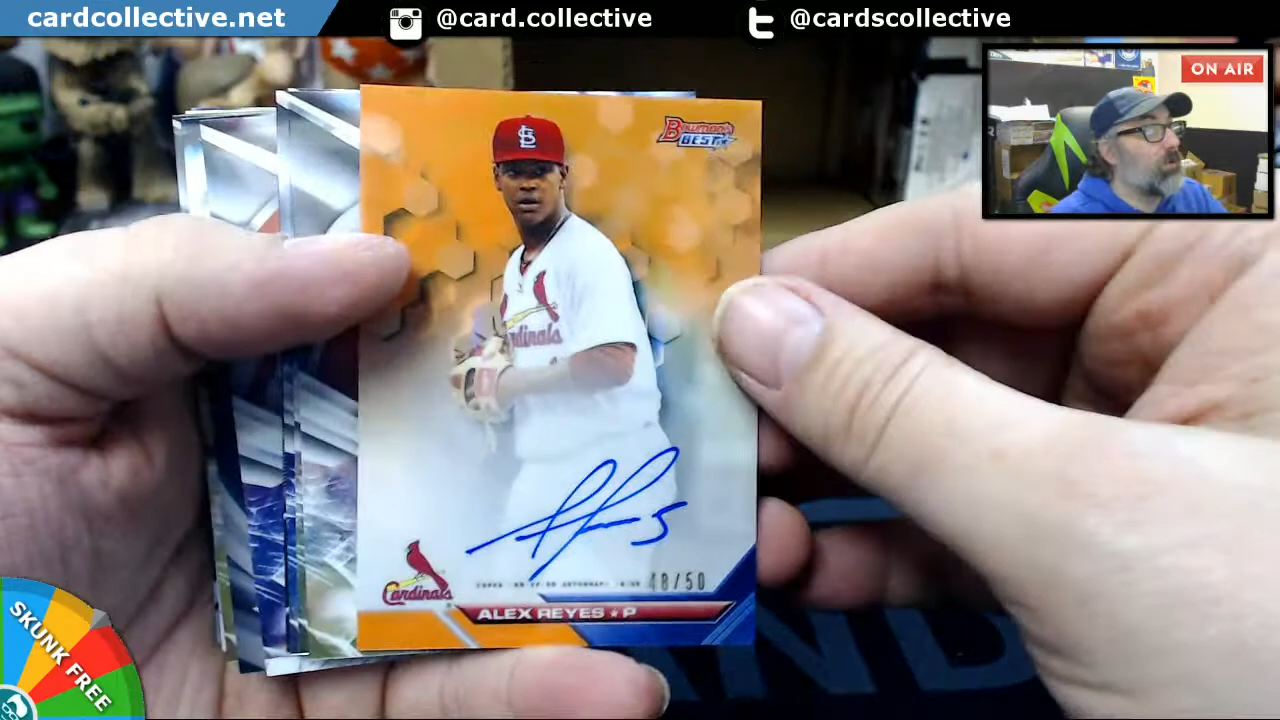 cardcollective.net
@card.collective
@cardscollective
ON AIR
Bowman's
BEST
Cardinals
48/50
Cardinals
ALEX REYES ★ P
SKUNK FREE